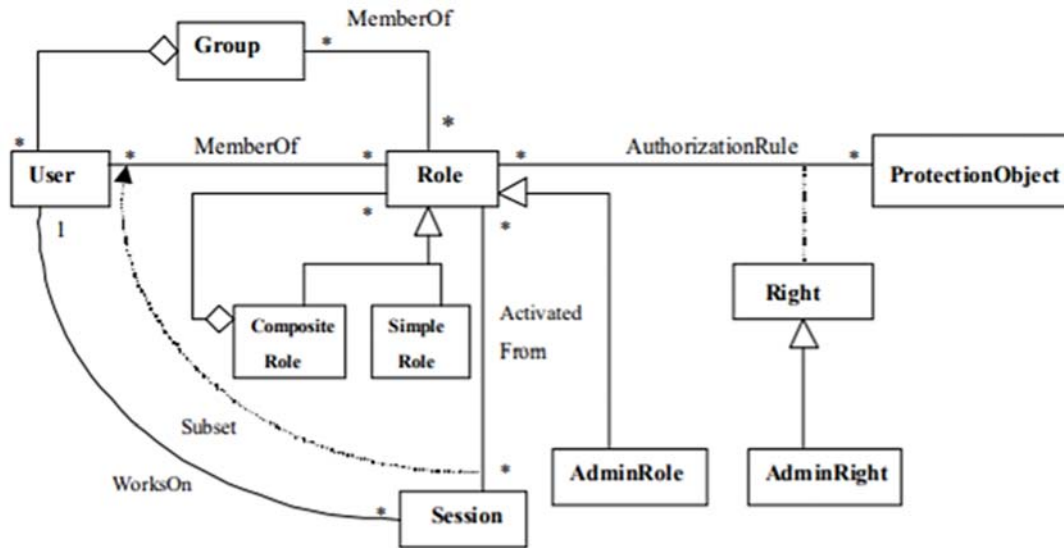 MemberOf
Group
*
*
*
*
MemberOf
*
*
AuthorizationRule
*
User
Role
ProtectionObject
1
*
*
Right
Composite
Role
Simple
Role
Activated
From
Subset
*
AdminRole
AdminRight
WorksOn
*
Session